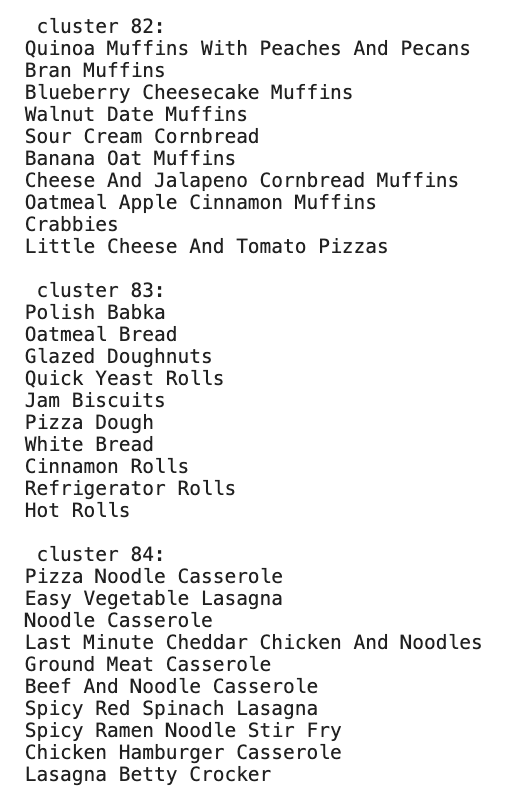 cluster 82:
Quinoa Muffins With Peaches And Pecans
Bran Muffins
Blueberry Cheesecake Muffins
Walnut Date Muffins
Sour Cream Cornbread
Banana Oat Muffins
Cheese And Jalapeno Cornbread Muffins
Oatmeal Apple Cinnamon Muffins
Crabbies
Little Cheese And Tomato Pizzas
cluster 83:
Polish Babka
Oatmeal Bread
Glazed Doughnuts
Quick Yeast Rolls
Jam Biscuits
Pizza Dough
White Bread
Cinnamon Rolls
Refrigerator Rolls
Hot Rolls
cluster 84:
Pizza Noodle Casserole
Easy Vegetable Lasagna
Noodle Casserole
Last Minute Cheddar Chicken And Noodles
Ground Meat Casserole
Beef And Noodle Casserole
Spicy Red Spinach Lasagna
Spicy Ramen Noodle Stir Fry
Chicken Hamburger Casserole
Lasagna Betty Crocker